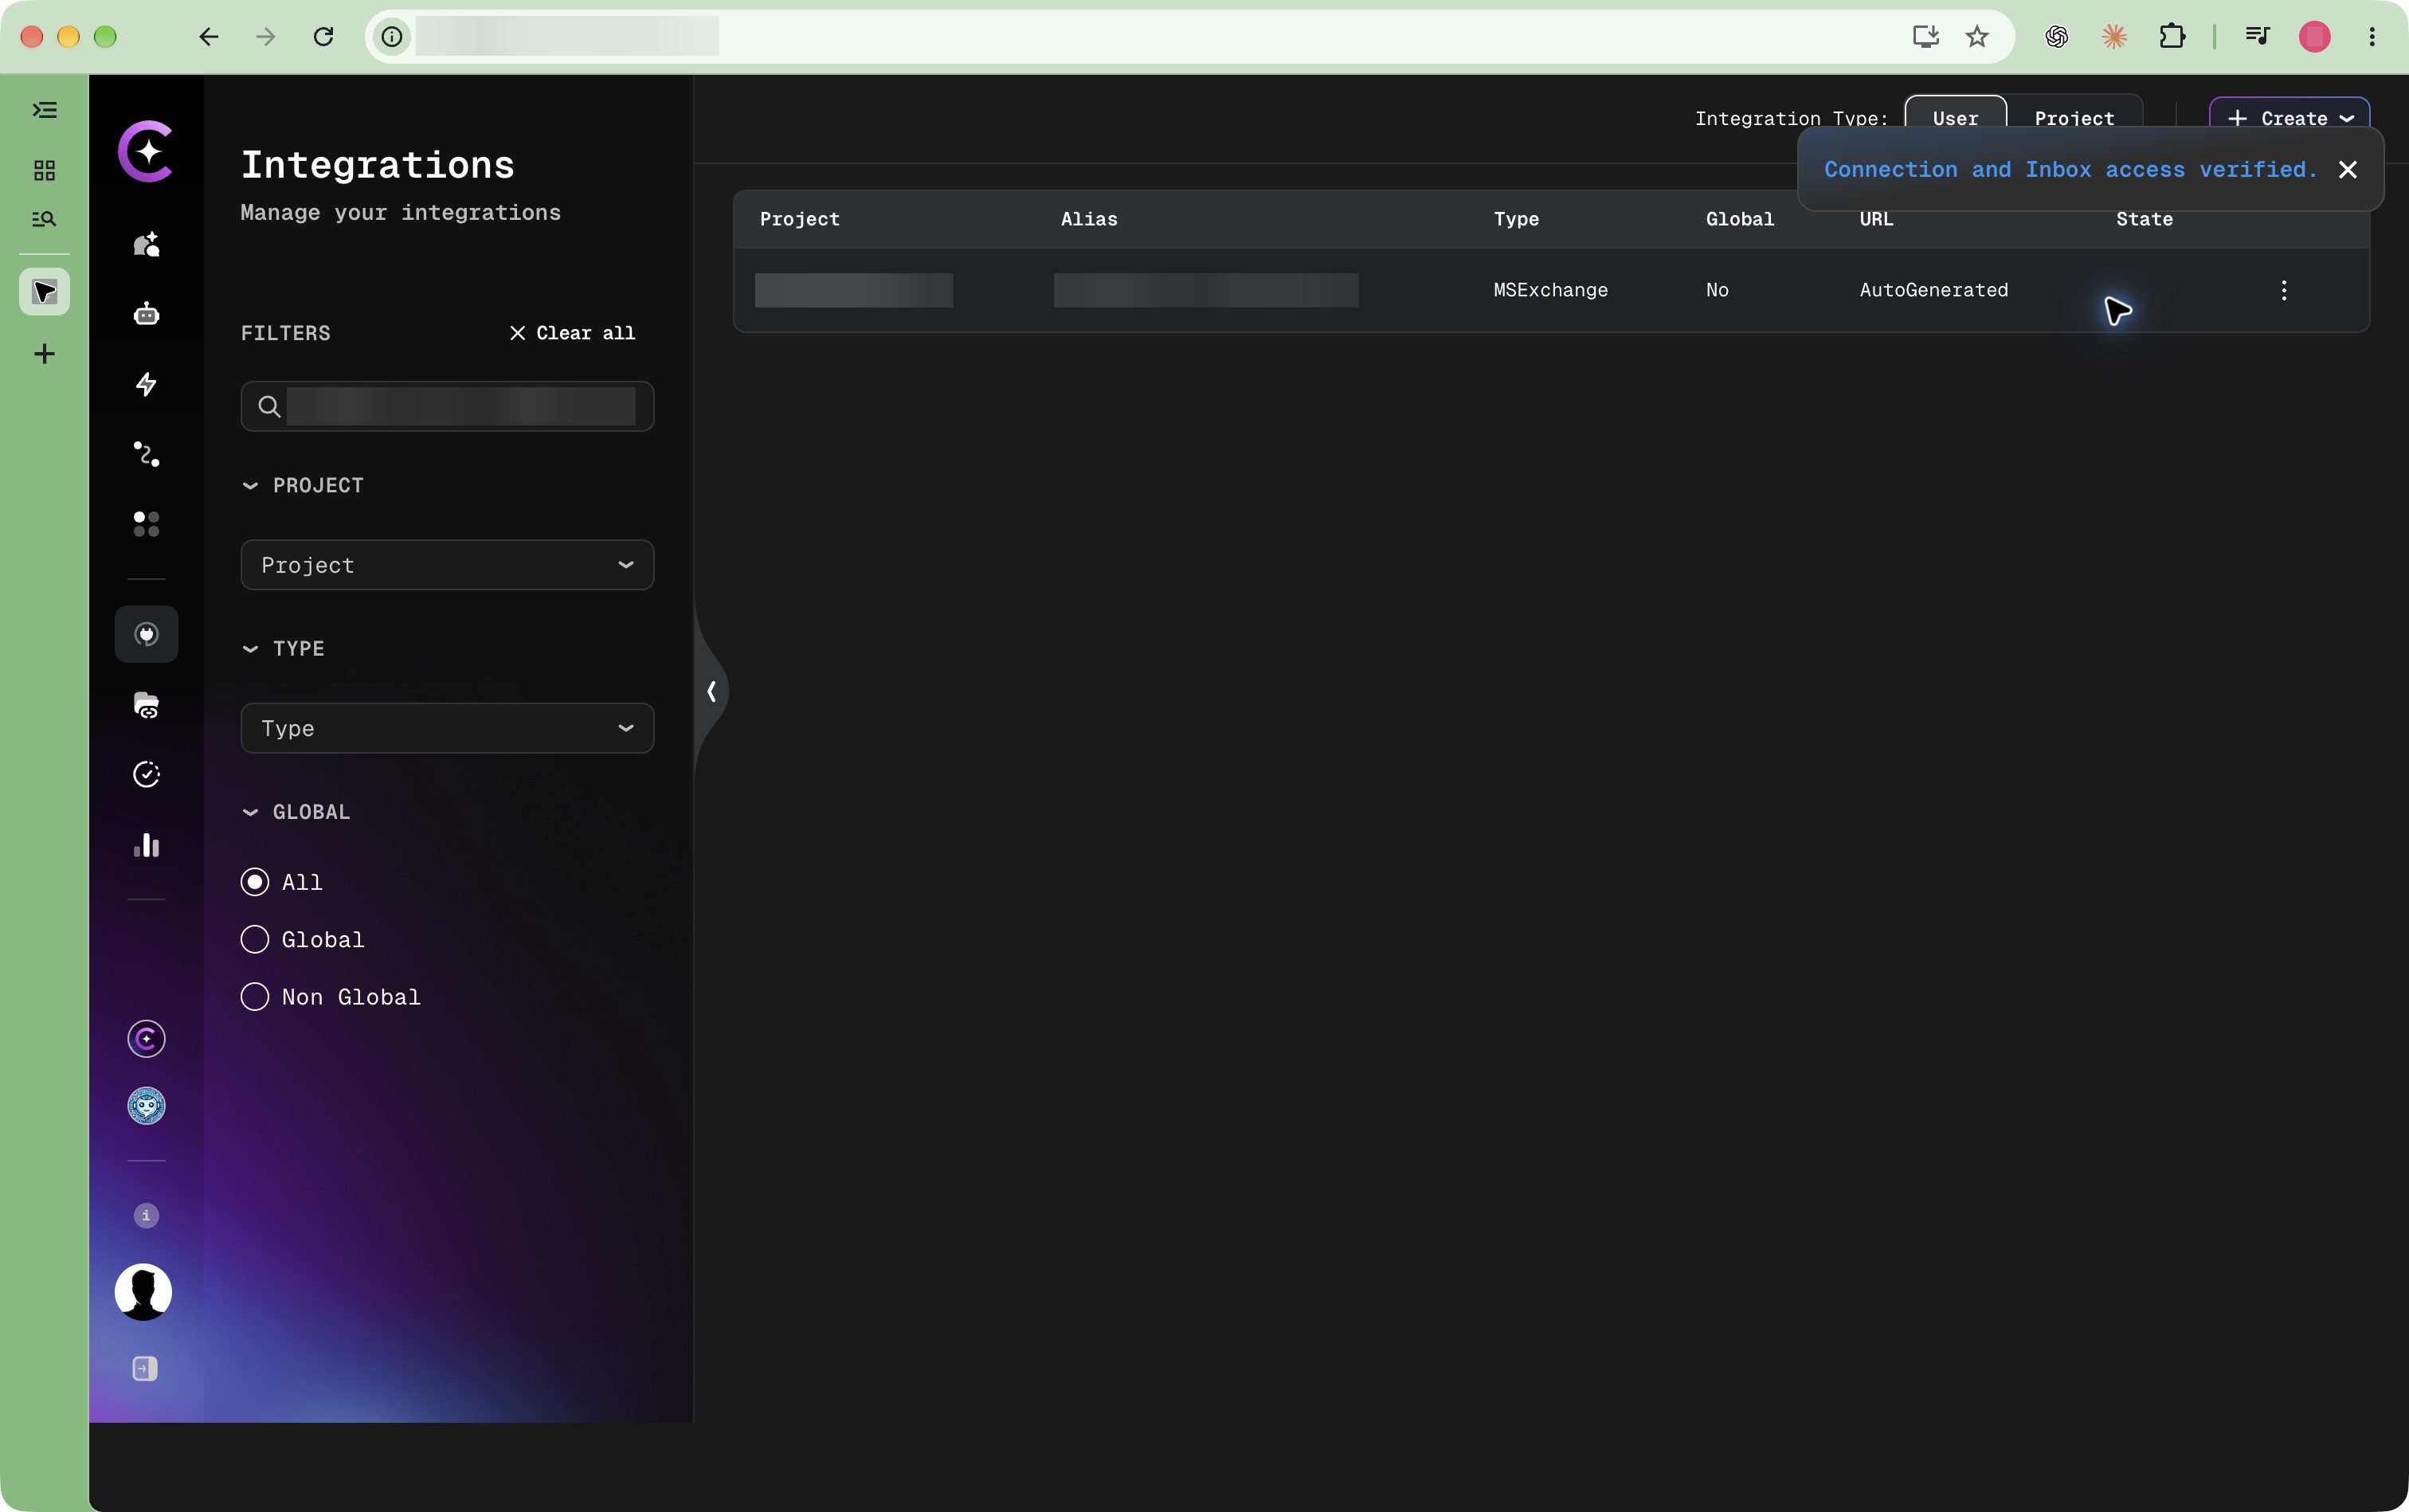 Integrations
Manage your integrations
FILTERS
Clear all
PROJECT
Project
TYPE
Type
GLOBAL
All
Global
Non Global
Integration Type: User Project
Create
Connection and Inbox access verified.
Project Alias Type Global URL State
MSExchange No AutoGenerated